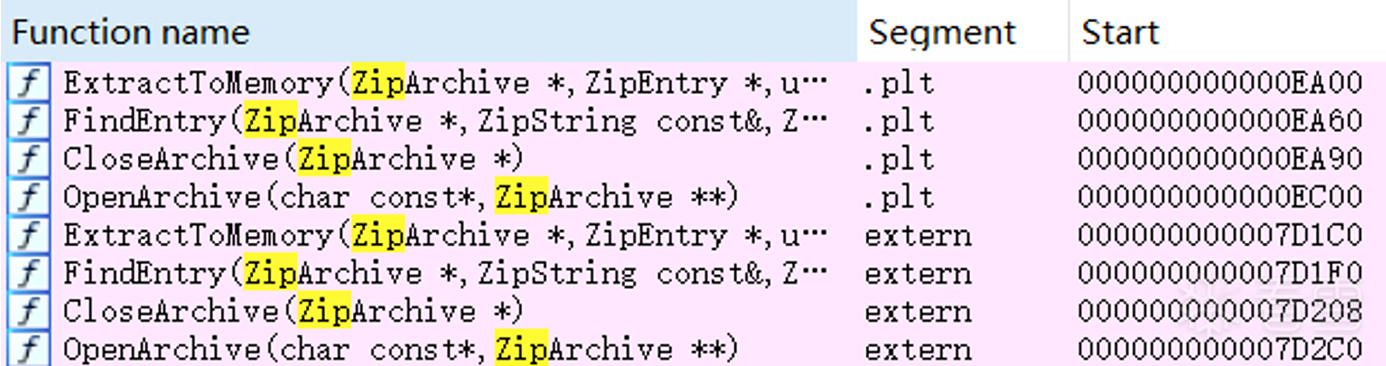 Function name Segment Start
f ExtractToMemory(ZipArchive *,ZipEntry *,u… .plt 000000000000EA00
f FindEntry(ZipArchive *,ZipString const&,Z… .plt 000000000000EA60
f CloseArchive(ZipArchive *) .plt 000000000000EA90
f OpenArchive(char const*,ZipArchive **) .plt 000000000000EC00
f ExtractToMemory(ZipArchive *,ZipEntry *,u… extern 000000000007D1C0
f FindEntry(ZipArchive *,ZipString const&,Z… extern 000000000007D1F0
f CloseArchive(ZipArchive *) extern 000000000007D208
f OpenArchive(char const*,ZipArchive **) extern 000000000007D2C0